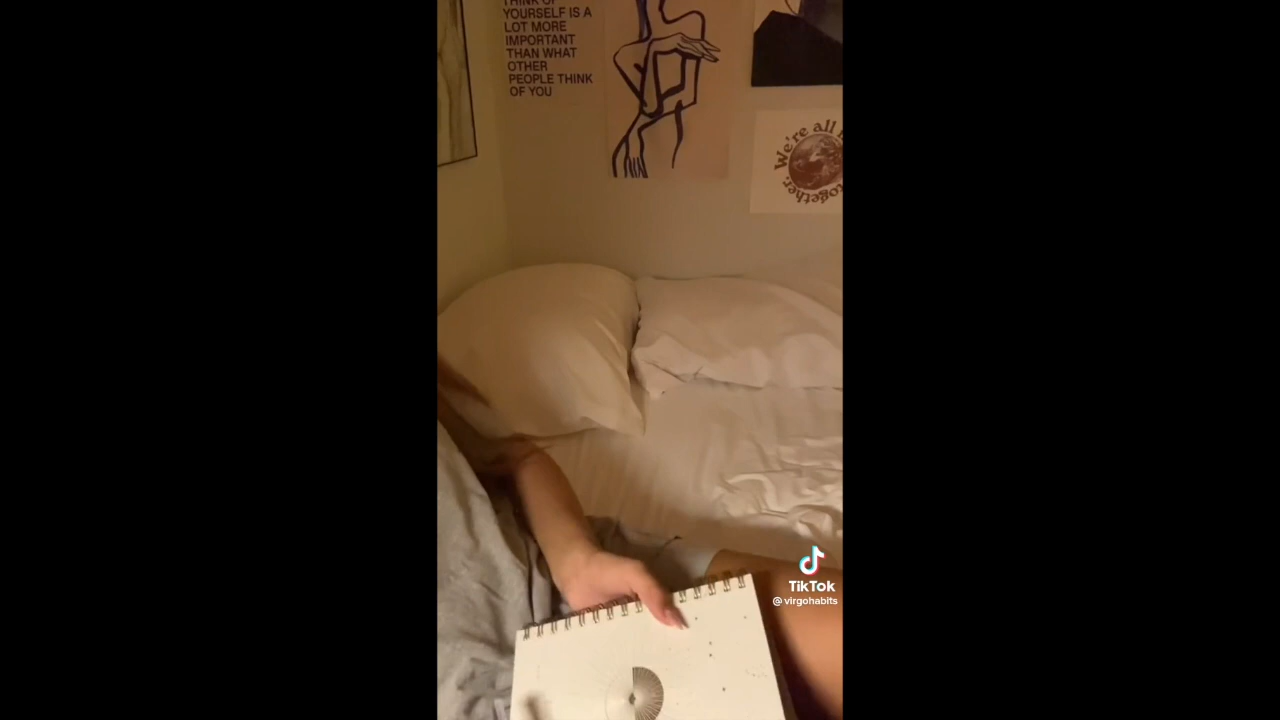 THINK OF
YOURSELF IS A
LOT MORE
IMPORTANT
THAN WHAT
OTHER
PEOPLE THINK
OF YOU
We're all
together.
TikTok
@virgohabits